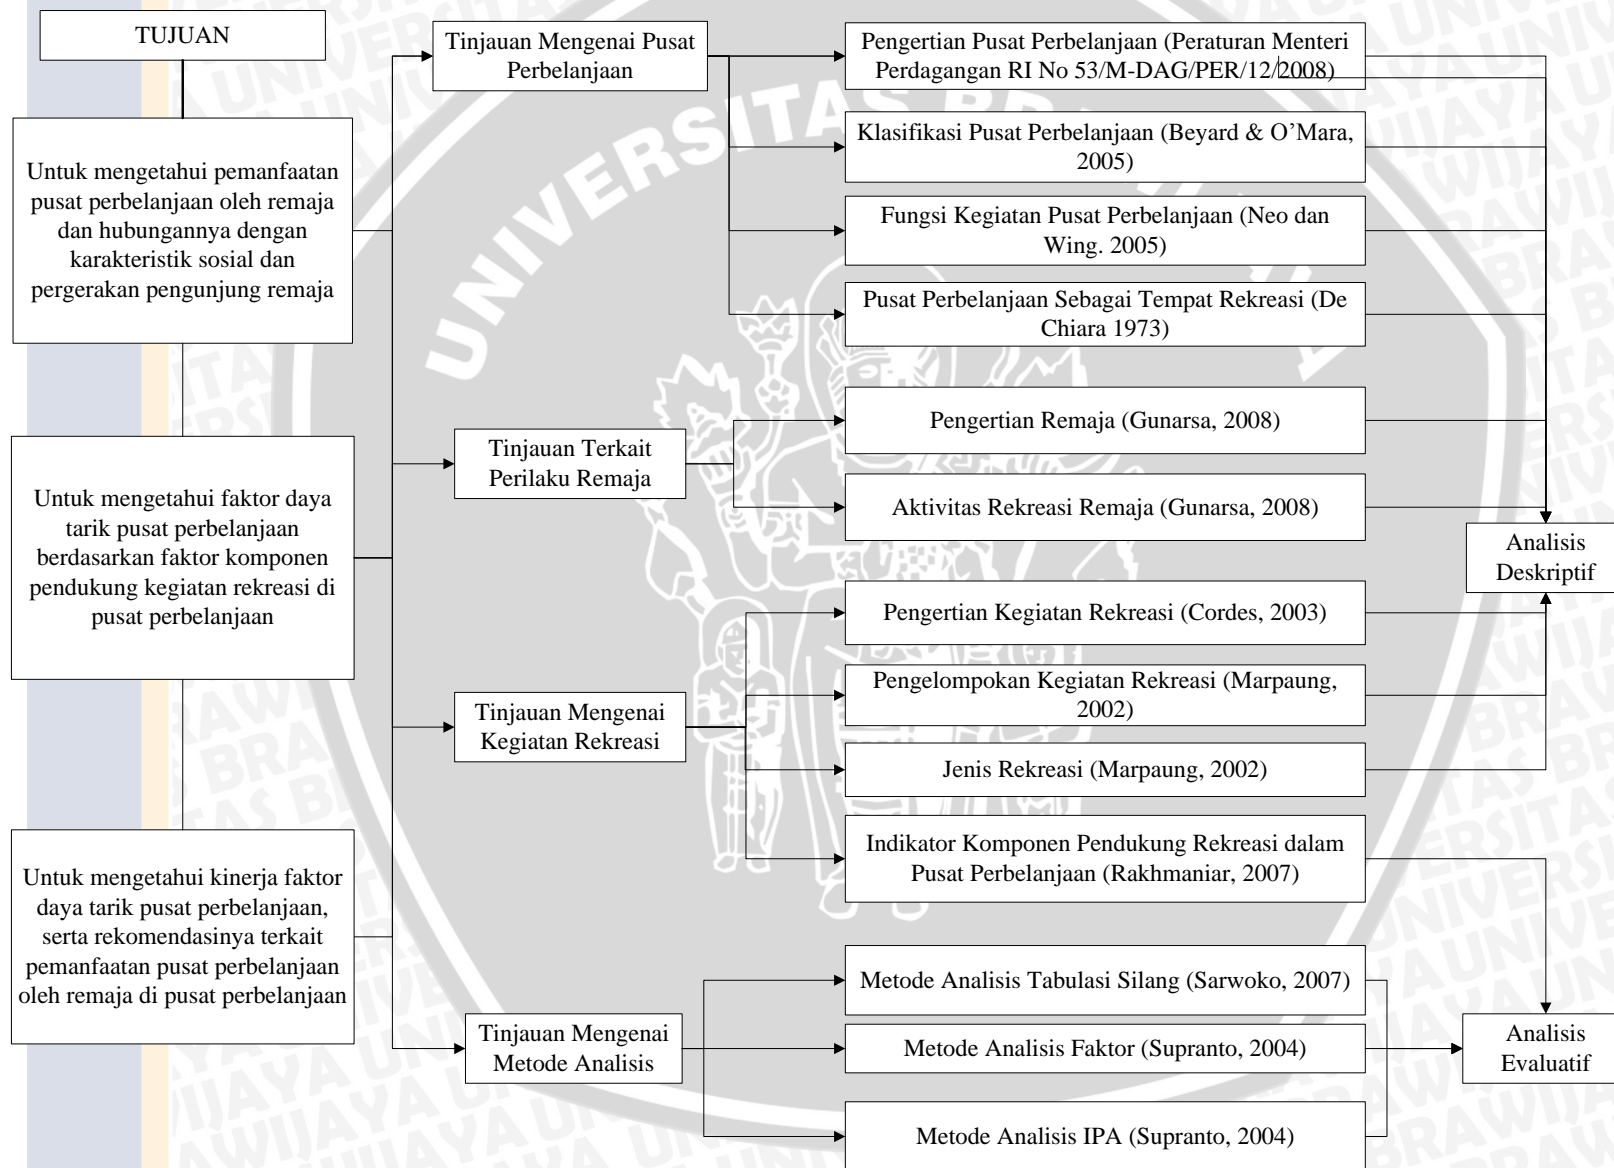 TUJUAN
Untuk mengetahui pemanfaatan
pusat perbelanjaan oleh remaja
dan hubungannya dengan
karakteristik sosial dan
pergerakan pengunjung remaja
Untuk mengetahui faktor daya
tarik pusat perbelanjaan
berdasarkan faktor komponen
pendukung kegiatan rekreasi di
pusat perbelanjaan
Untuk mengetahui kinerja faktor
daya tarik pusat perbelanjaan,
serta rekomendasinya terkait
pemanfaatan pusat perbelanjaan
oleh remaja di pusat perbelanjaan
Tinjauan Mengenai Pusat
Perbelanjaan
Tinjauan Terkait
Perilaku Remaja
Tinjauan Mengenai
Kegiatan Rekreasi
Tinjauan Mengenai
Metode Analisis
Pengertian Pusat Perbelanjaan (Peraturan Menteri
Perdagangan RI No 53/M-DAG/PER/12/2008)
Klasifikasi Pusat Perbelanjaan (Beyard & O’Mara,
2005)
Fungsi Kegiatan Pusat Perbelanjaan (Neo dan
Wing. 2005)
Pusat Perbelanjaan Sebagai Tempat Rekreasi (De
Chiara 1973)
Pengertian Remaja (Gunarsa, 2008)
Aktivitas Rekreasi Remaja (Gunarsa, 2008)
Pengertian Kegiatan Rekreasi (Cordes, 2003)
Pengelompokan Kegiatan Rekreasi (Marpaung,
2002)
Jenis Rekreasi (Marpaung, 2002)
Indikator Komponen Pendukung Rekreasi dalam
Pusat Perbelanjaan (Rakhmaniar, 2007)
Metode Analisis Tabulasi Silang (Sarwoko, 2007)
Metode Analisis Faktor (Supranto, 2004)
Metode Analisis IPA (Supranto, 2004)
Analisis
Deskriptif
Analisis
Evaluatif
UNIVERSITAS